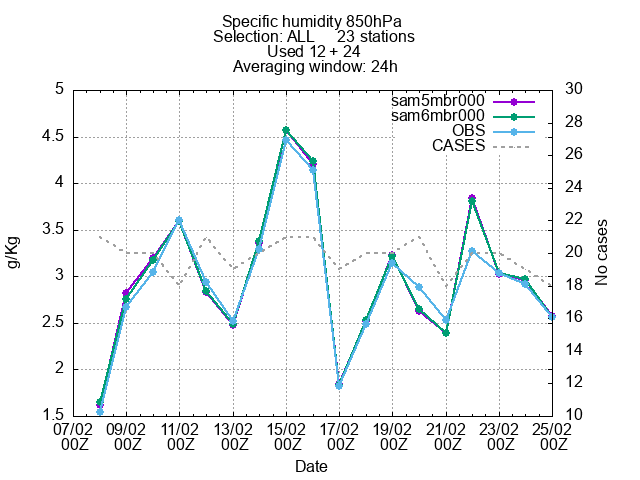 Specific humidity 850hPa
Selection: ALL 23 stations
Used 12 + 24
Averaging window: 24h
sam5mbr000
sam6mbr000
OBS
CASES
g/Kg
5
4.5
4
3.5
3
2.5
2
1.5
No cases
30
28
26
24
22
20
18
16
14
12
10
07/02 09/02 11/02 13/02 15/02 17/02 19/02 21/02 23/02 25/02
00Z 00Z 00Z 00Z 00Z 00Z 00Z 00Z 00Z 00Z
Date